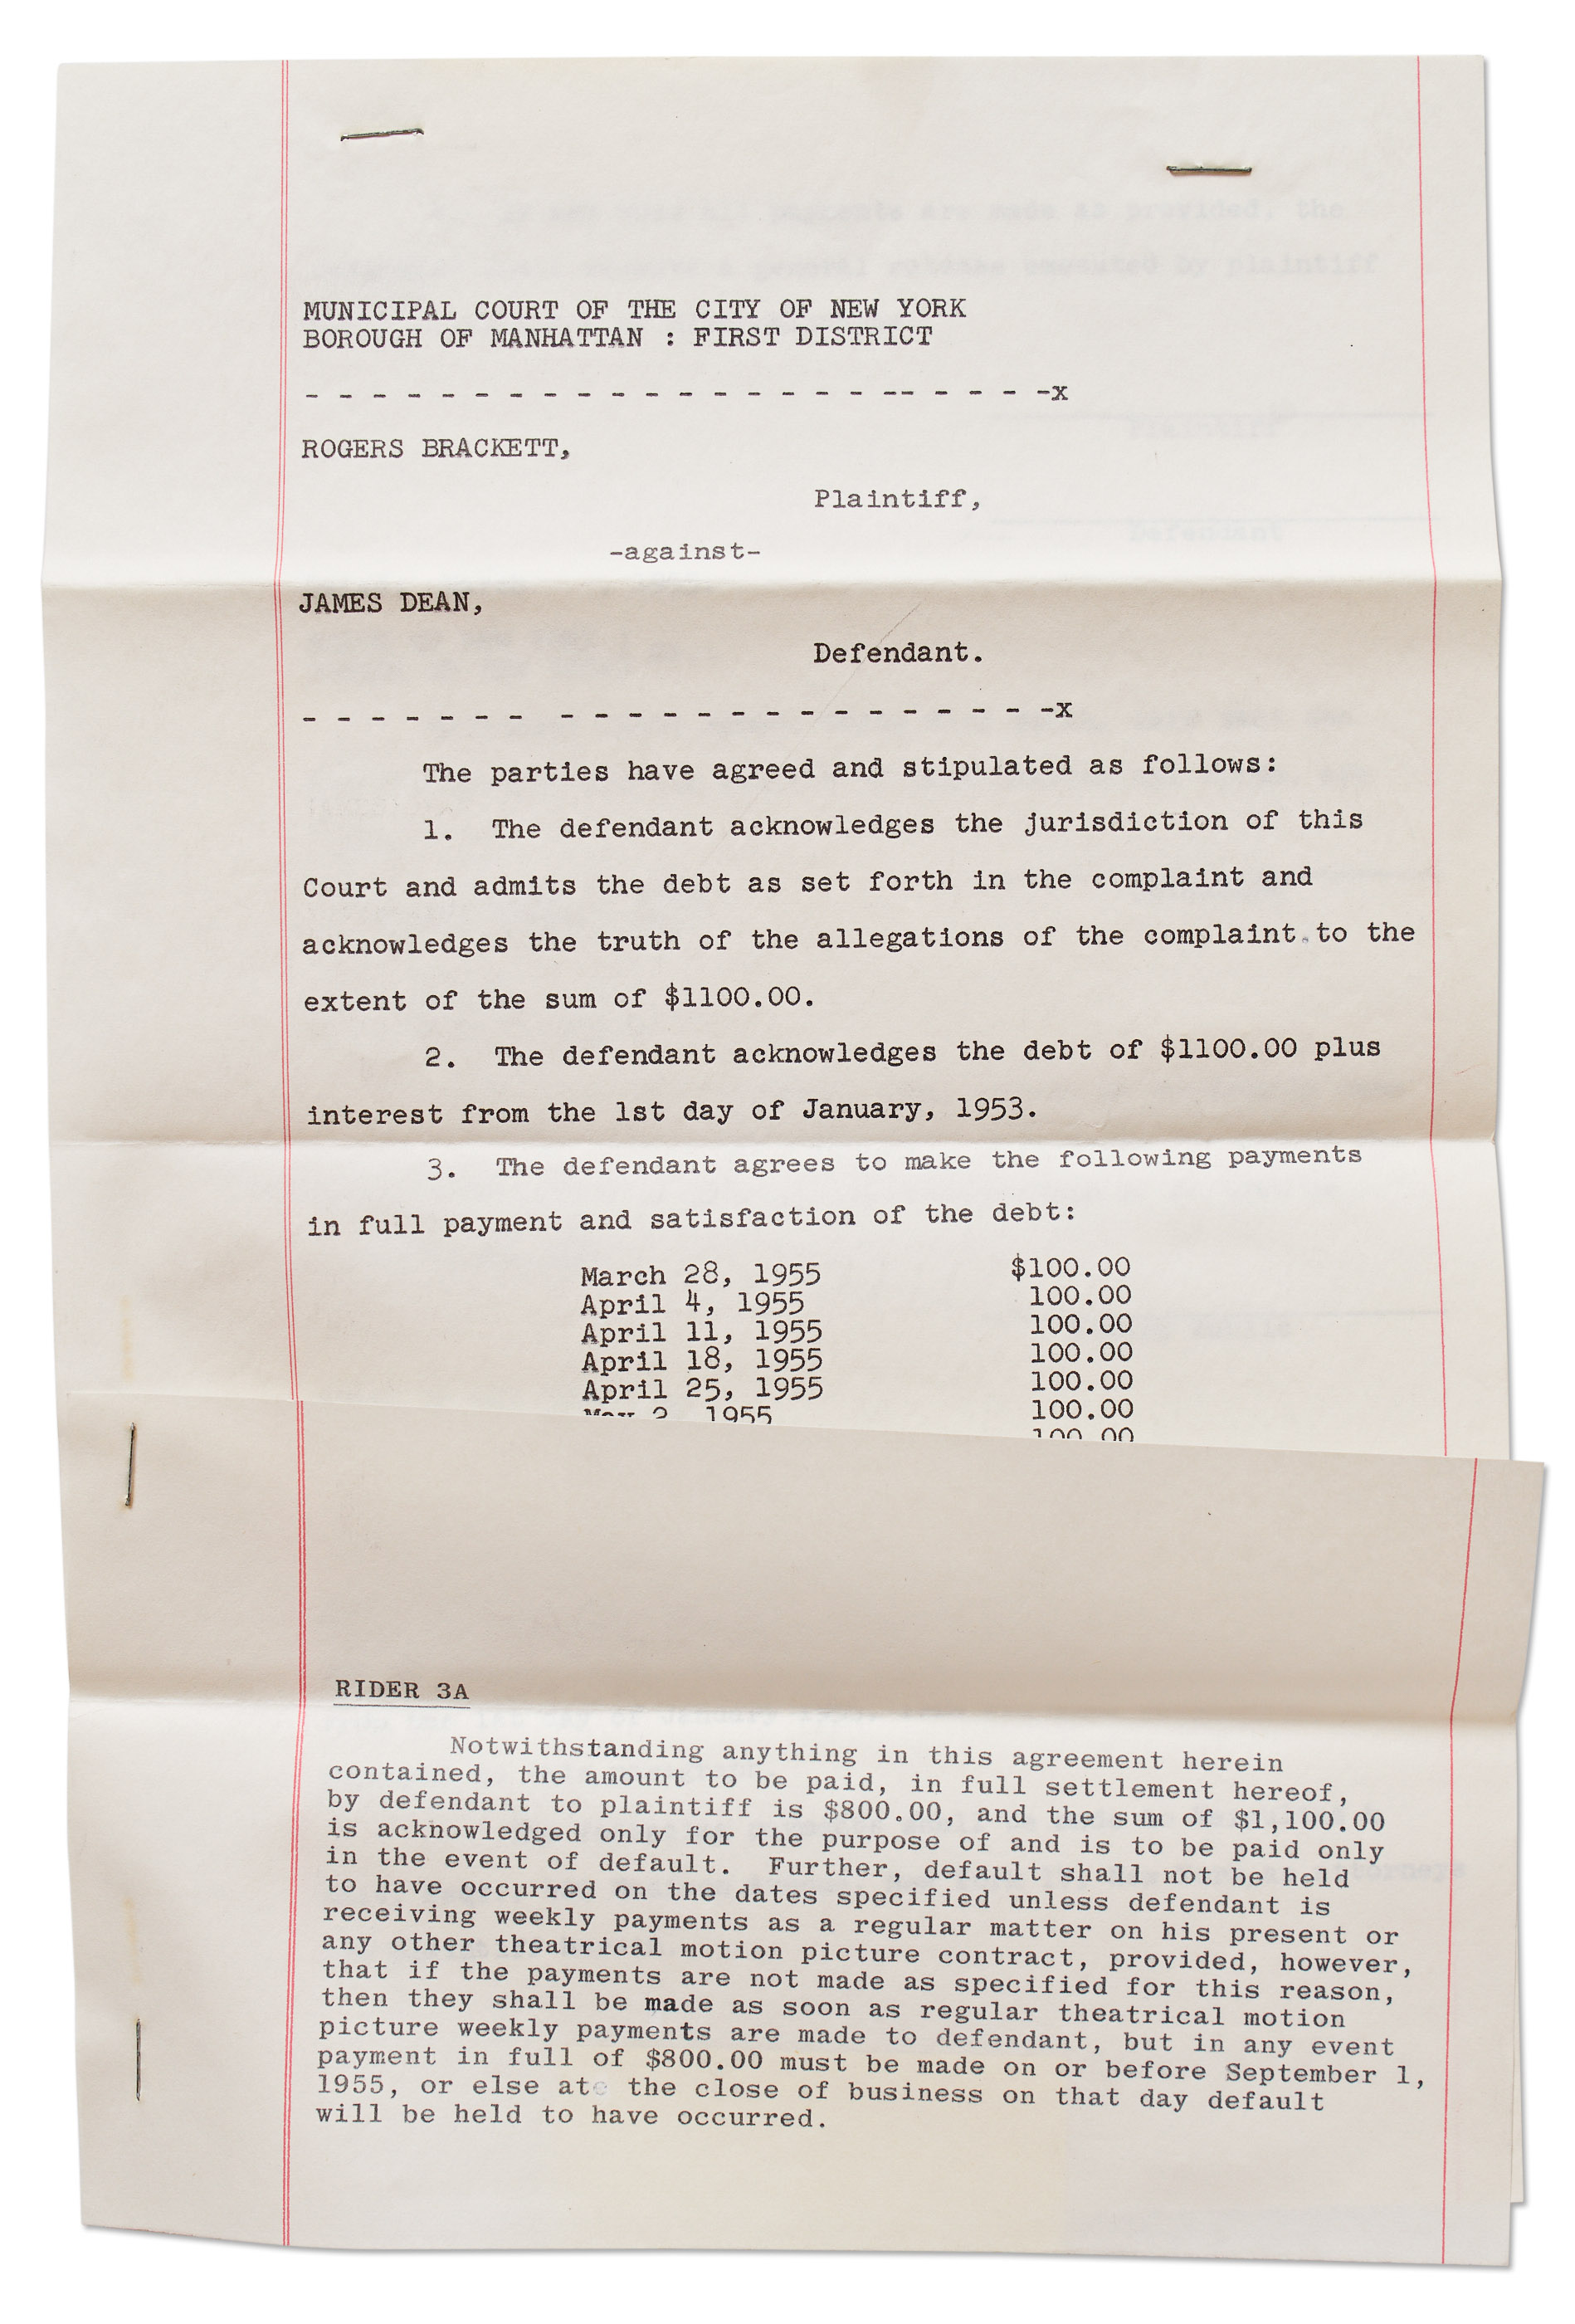 MUNICIPAL COURT OF THE CITY OF NEW YORK
BOROUGH OF MANHATTAN : FIRST DISTRICT
- - - - - - - - - - - - - - - - - - -- - - - -x
ROGERS BRACKETT,
Plaintiff,
-against-
JAMES DEAN,
Defendant.
- - - - - - - - - - - - - - - - - - - - - -x
The parties have agreed and stipulated as follows:
1. The defendant acknowledges the jurisdiction of this
Court and admits the debt as set forth in the complaint and
acknowledges the truth of the allegations of the complaint to the
extent of the sum of $1100.00.
2. The defendant acknowledges the debt of $1100.00 plus
interest from the 1st day of January, 1953.
3. The defendant agrees to make the following payments
in full payment and satisfaction of the debt:
March 28, 1955 $100.00
April 4, 1955 100.00
April 11, 1955 100.00
April 18, 1955 100.00
April 25, 1955 100.00
May 2, 1955 100.00
100.00
RIDER 3A
Notwithstanding anything in this agreement herein
contained, the amount to be paid, in full settlement hereof,
by defendant to plaintiff is $800.00, and the sum of $1,100.00
is acknowledged only for the purpose of and is to be paid only
in the event of default. Further, default shall not be held
to have occurred on the dates specified unless defendant is
receiving weekly payments as a regular matter on his present or
any other theatrical motion picture contract, provided, however,
that if the payments are not made as specified for this reason,
then they shall be made as soon as regular theatrical motion
picture weekly payments are made to defendant, but in any event
payment in full of $800.00 must be made on or before September 1,
1955, or else at the close of business on that day default
will be held to have occurred.